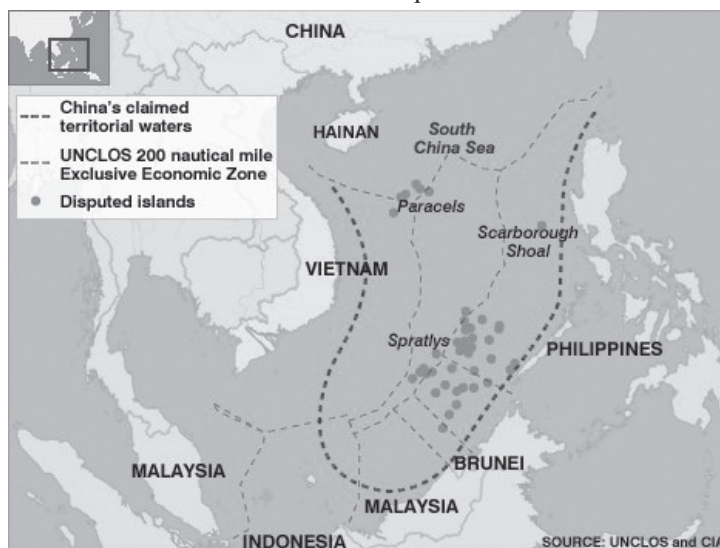 CHINA
China's claimed
territorial waters
UNCLOS 200 nautical mile
Exclusive Economic Zone
Disputed islands
HAINAN
South
China Sea
Paracels
Scarborough
Shoal
VIETNAM
Spratlys
PHILIPPINES
BRUNEI
MALAYSIA
MALAYSIA
INDONESIA
SOURCE: UNCLOS and CIA